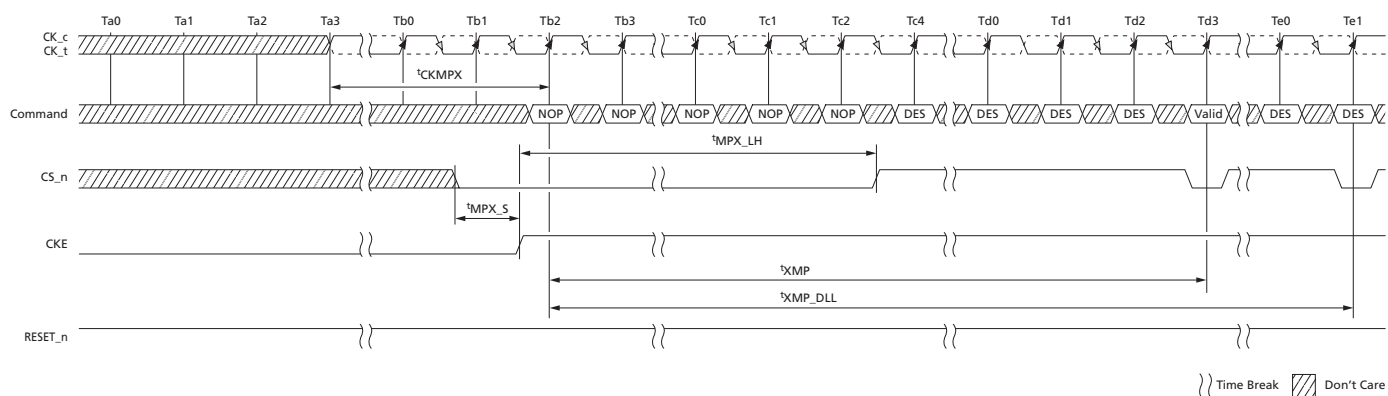 Ta0 Ta1 Ta2 Ta3 Tb0 Tb1 Tb2 Tb3 Tc0 Tc1 Tc2 Tc4 Td0 Td1 Td2 Td3 Te0 Te1
CK_c
CK_t
tCKMPX
Command NOP NOP NOP NOP NOP DES DES DES DES Valid DES DES
tMPX_LH
CS_n
tMPX_S
CKE
tXMP
tXMP_DLL
RESET_n
Time Break Don't Care